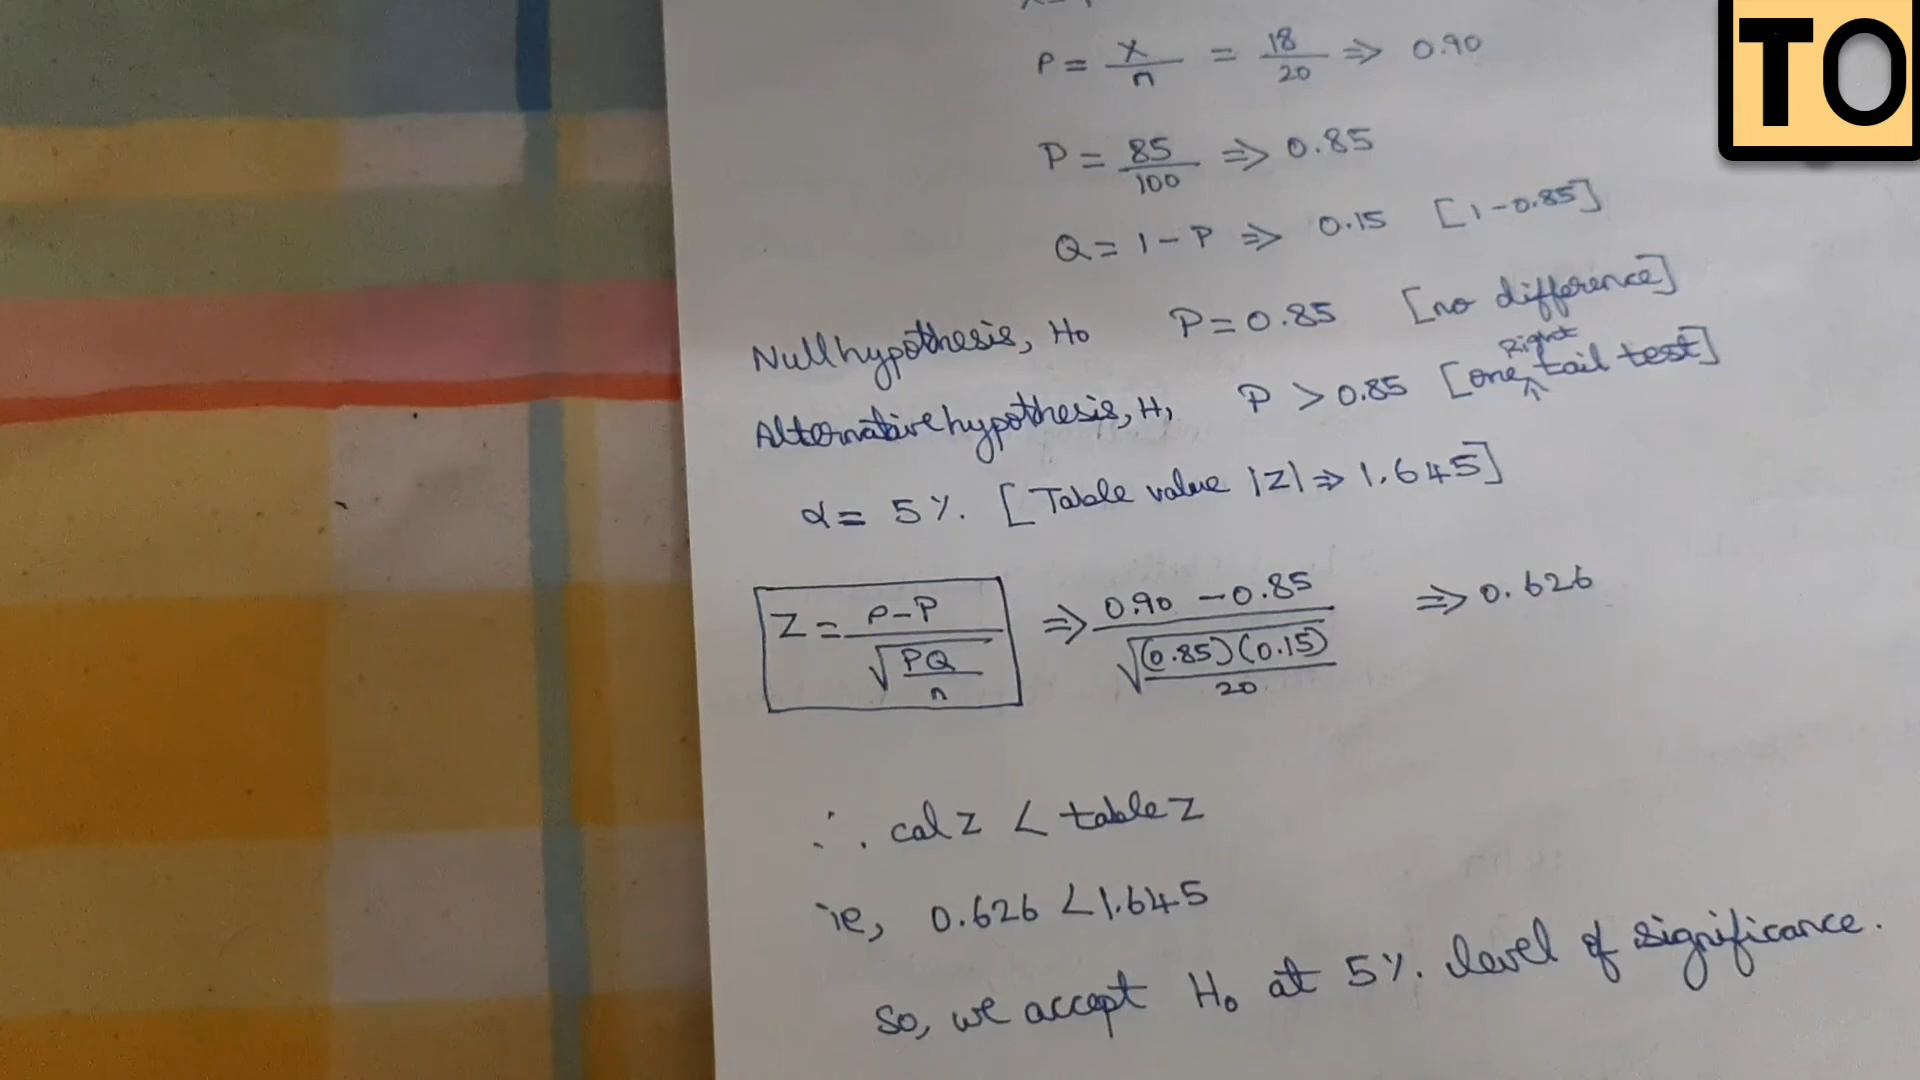 TO
p = x/n = 18/20 ⇒ 0.90
P = 85/100 ⇒ 0.85
Q = 1 - P ⇒ 0.15 [1-0.85]
Null hypothesis, H₀ P = 0.85 [no difference]
Alternative hypothesis, H₁ P > 0.85 [one right tail test]
α = 5%. [Table value |Z| ⇒ 1.645]
Z = p-P / √(PQ/n) ⇒ 0.90 - 0.85 / √((0.85)(0.15)/20) ⇒ 0.626
∴ cal Z < table Z
ie, 0.626 < 1.645
So, we accept H₀ at 5%. level of significance.